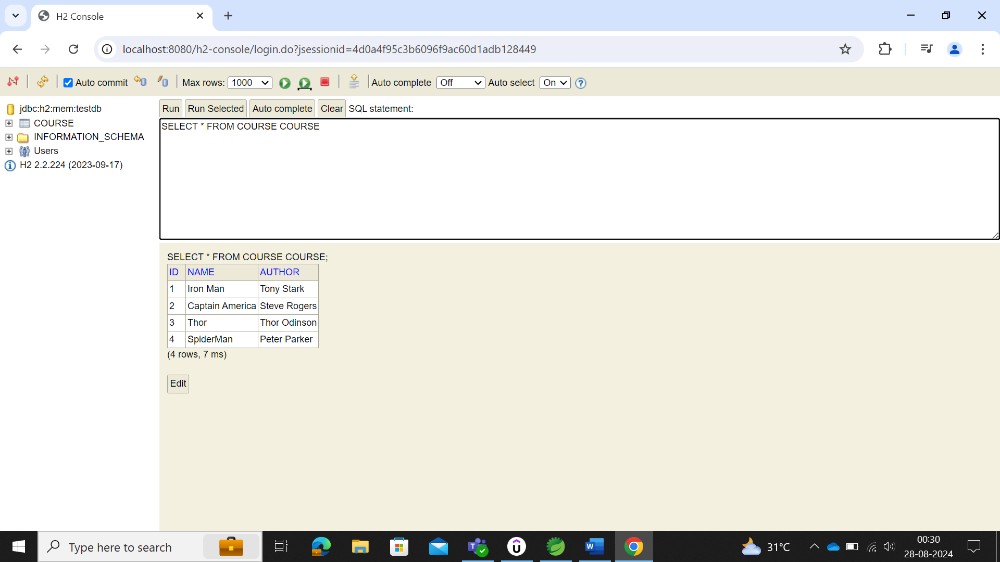 H2 Console
localhost:8080/h2-console/login.do?jsessionid=4d0a4f95c3b6096f9ac60d1adb128449
Auto commit Max rows: 1000 Auto complete Off Auto select On
jdbc:h2:mem:testdb
COURSE
INFORMATION_SCHEMA
Users
H2 2.2.224 (2023-09-17)
Run Run Selected Auto complete Clear SQL statement:
SELECT * FROM COURSE COURSE
SELECT * FROM COURSE COURSE;
ID NAME AUTHOR
1 Iron Man Tony Stark
2 Captain America Steve Rogers
3 Thor Thor Odinson
4 SpiderMan Peter Parker
(4 rows, 7 ms)
Edit
Type here to search
31°C
00:30
28-08-2024